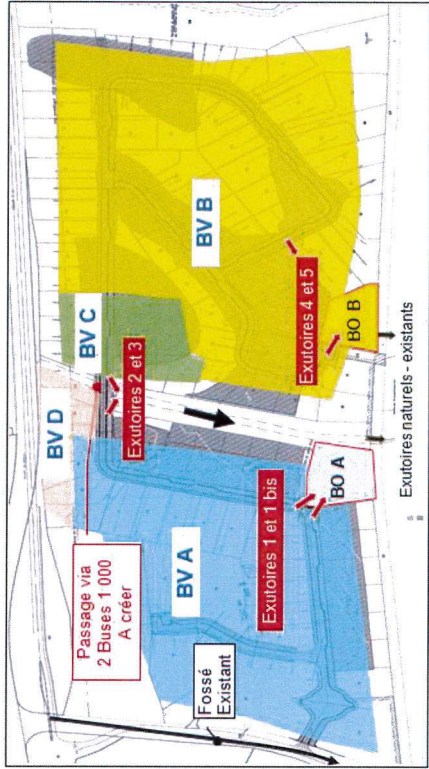 BV D
BV C
BV B
BV A
Passage via
2 Buses 1 000
A créer
Fossé
Existant
Exutoires 2 et 3
Exutoires 4 et 5
Exutoires 1 et 1 bis
BO A
BO B
Exutoires naturels - existants